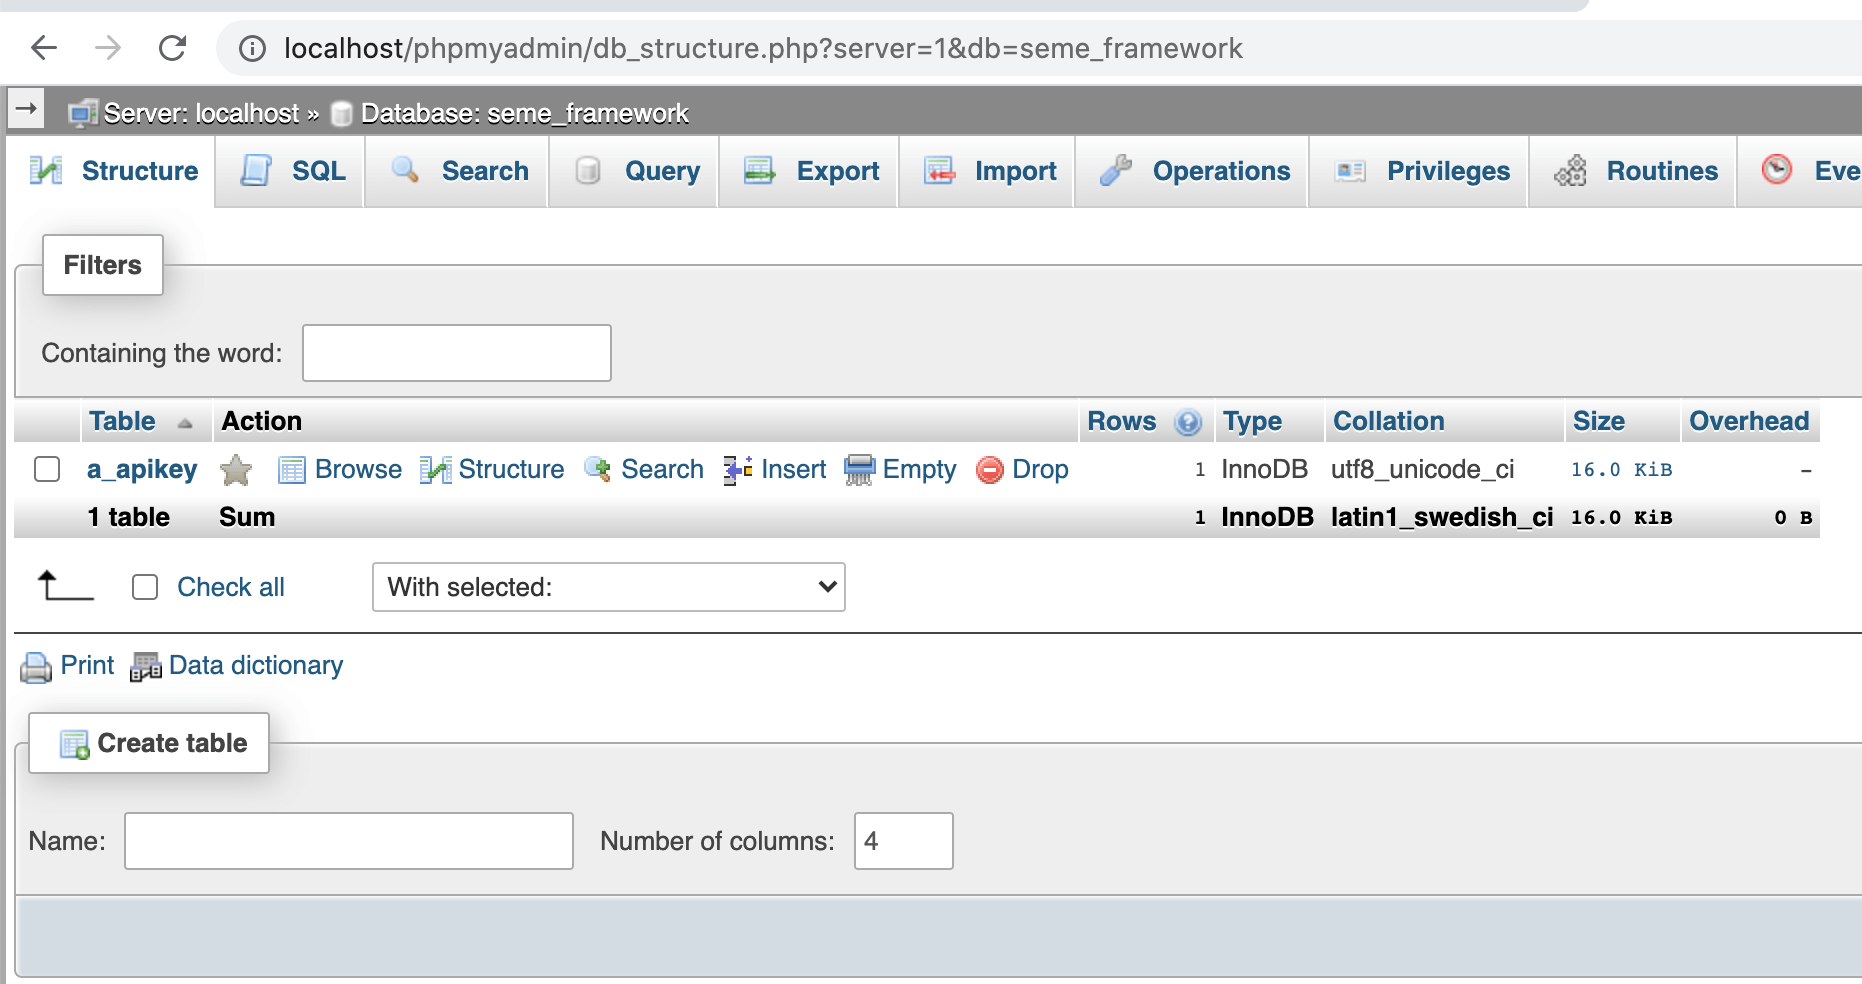 localhost/phpmyadmin/db_structure.php?server=1&db=seme_framework
Server: localhost » Database: seme_framework
Structure SQL Search Query Export Import Operations Privileges Routines Eve
Filters
Containing the word:
Table Action Rows Type Collation Size Overhead
a_apikey Browse Structure Search Insert Empty Drop 1 InnoDB utf8_unicode_ci 16.0 KiB –
1 table Sum 1 InnoDB latin1_swedish_ci 16.0 KiB 0 B
Check all With selected:
Print Data dictionary
Create table
Name: Number of columns: 4